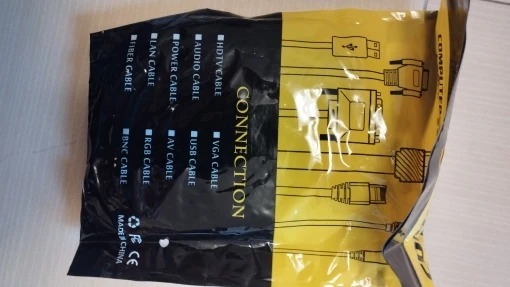 COMPUTER
CONNECTION
HDTV CABLE
VGA CABLE
AUDIO CABLE
USB CABLE
POWER CABLE
AV CABLE
LAN CABLE
RGB CABLE
FIBER CABLE
BNC CABLE
CE
MADE IN CHINA